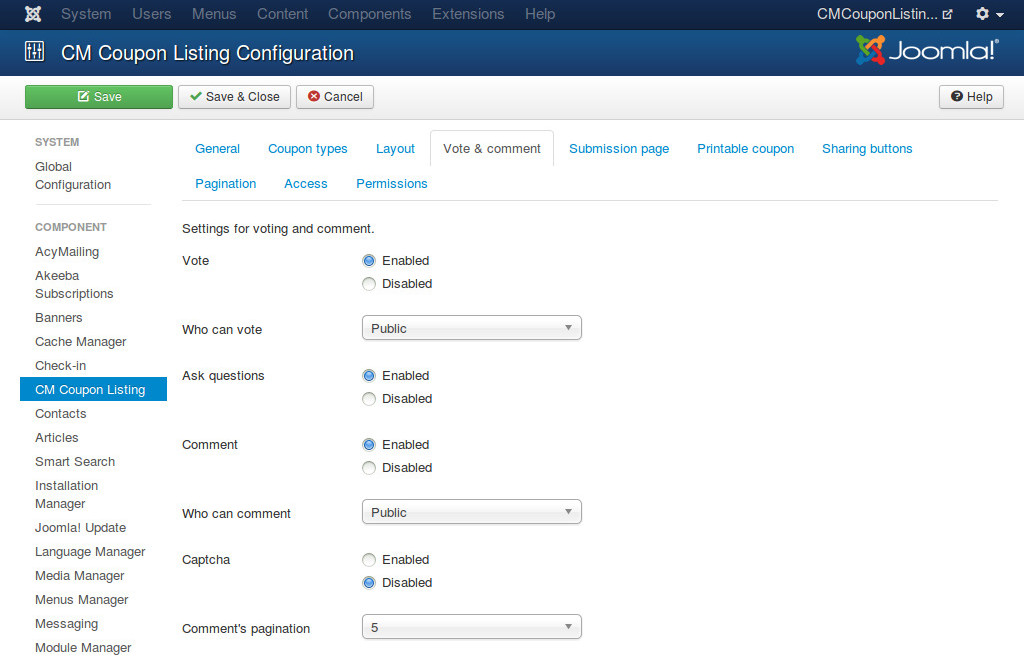 System Users Menus Content Components Extensions Help CMCouponListin...
CM Coupon Listing Configuration
Joomla!®
Save Save & Close Cancel Help
SYSTEM
Global
Configuration
COMPONENT
AcyMailing
Akeeba
Subscriptions
Banners
Cache Manager
Check-in
CM Coupon Listing
Contacts
Articles
Smart Search
Installation
Manager
Joomla! Update
Language Manager
Media Manager
Menus Manager
Messaging
Module Manager
General Coupon types Layout Vote & comment Submission page Printable coupon Sharing buttons
Pagination Access Permissions
Settings for voting and comment.
Vote Enabled
Disabled
Who can vote Public
Ask questions Enabled
Disabled
Comment Enabled
Disabled
Who can comment Public
Captcha Enabled
Disabled
Comment's pagination 5